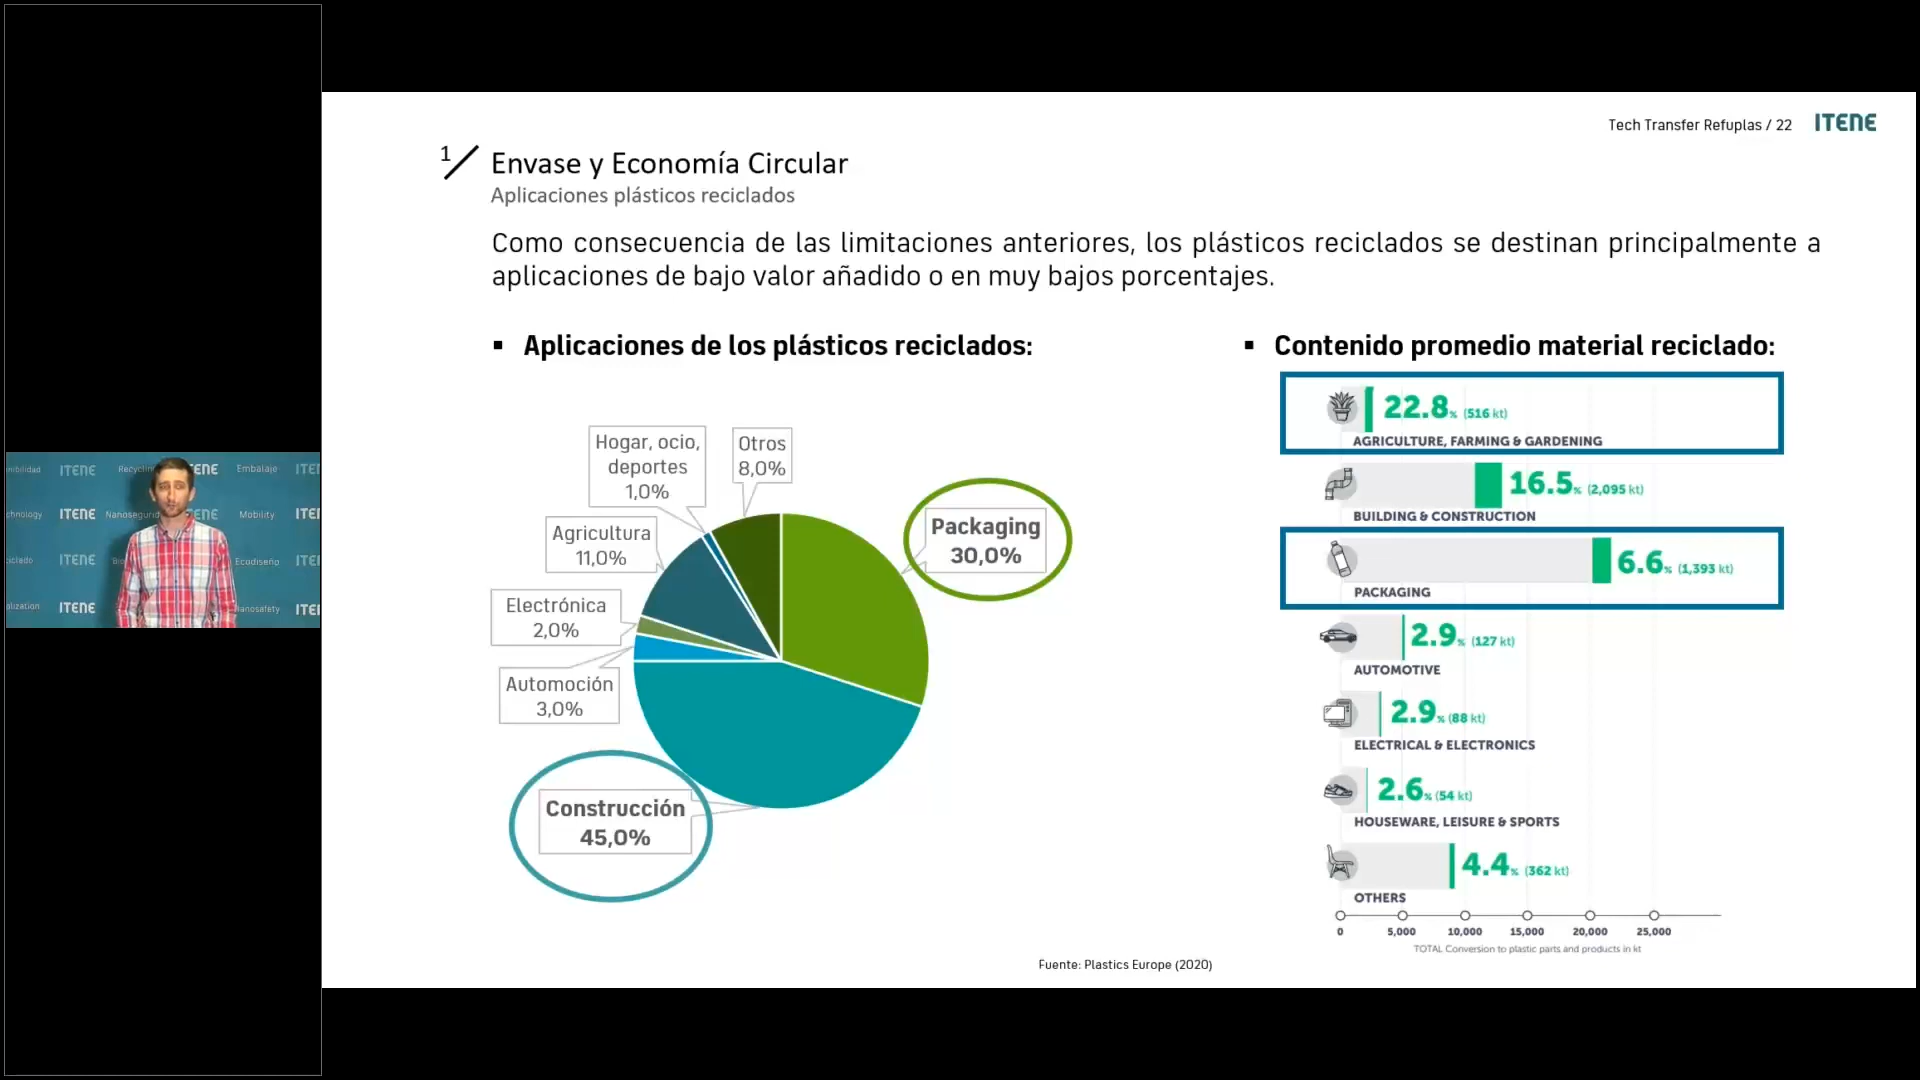 Tech Transfer Refuplas / 22 ITENE
1/ Envase y Economía Circular
Aplicaciones plásticos reciclados
Como consecuencia de las limitaciones anteriores, los plásticos reciclados se destinan principalmente a
aplicaciones de bajo valor añadido o en muy bajos porcentajes.
▪ Aplicaciones de los plásticos reciclados:
Hogar, ocio,
deportes
1,0%
Otros
8,0%
Packaging
30,0%
Agricultura
11,0%
Electrónica
2,0%
Automoción
3,0%
Construcción
45,0%
▪ Contenido promedio material reciclado:
22.8% (516 kt)
AGRICULTURE, FARMING & GARDENING
16.5% (2,095 kt)
BUILDING & CONSTRUCTION
6.6% (1,393 kt)
PACKAGING
2.9% (127 kt)
AUTOMOTIVE
2.9% (88 kt)
ELECTRICAL & ELECTRONICS
2.6% (54 kt)
HOUSEWARE, LEISURE & SPORTS
4.4% (362 kt)
OTHERS
0 5,000 10,000 15,000 20,000 25,000
TOTAL Conversion to plastic parts and products in kt
Fuente: Plastics Europe (2020)
ITENE Embalaje
ITENE Mobility
ITENE Ecodiseño
ITENE